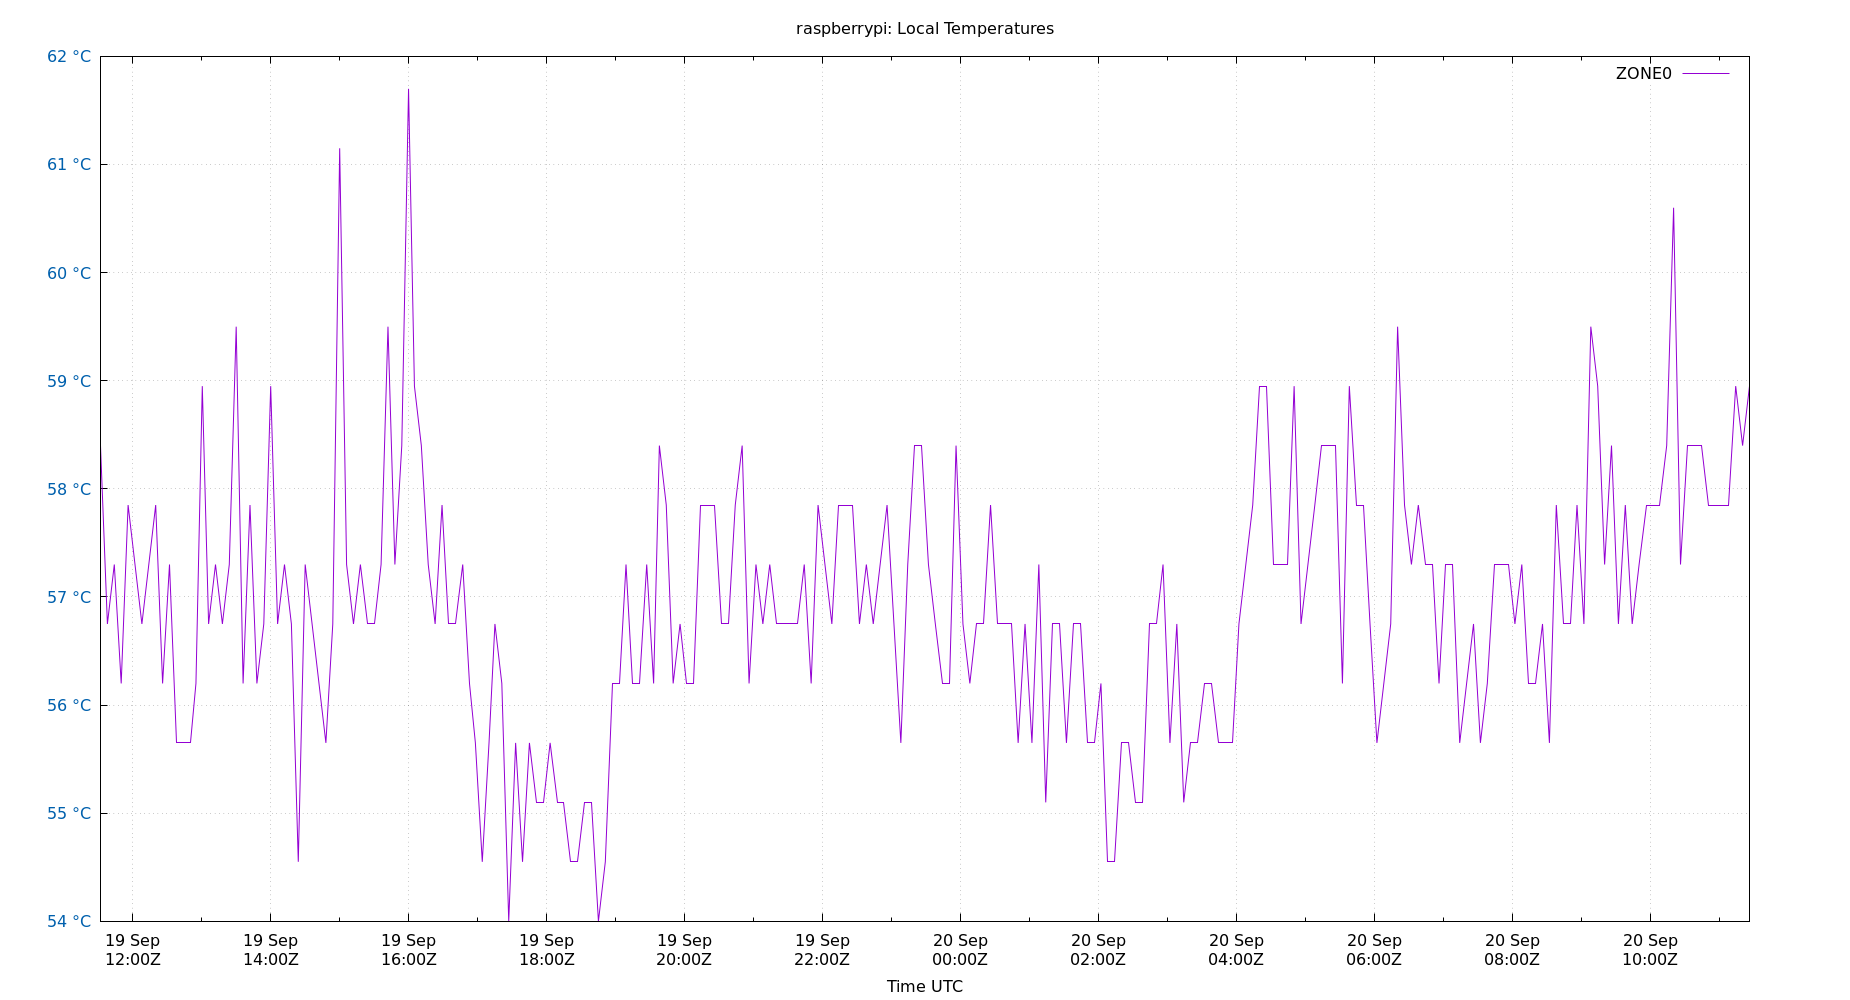 raspberrypi: Local Temperatures
62 °C
ZONE0
61 °C
60 °C
59 °C
58 °C
57 °C
56 °C
55 °C
54 °C
19 Sep 19 Sep 19 Sep 19 Sep 19 Sep 19 Sep 20 Sep 20 Sep 20 Sep 20 Sep 20 Sep 20 Sep
12:00Z 14:00Z 16:00Z 18:00Z 20:00Z 22:00Z 00:00Z 02:00Z 04:00Z 06:00Z 08:00Z 10:00Z
Time UTC